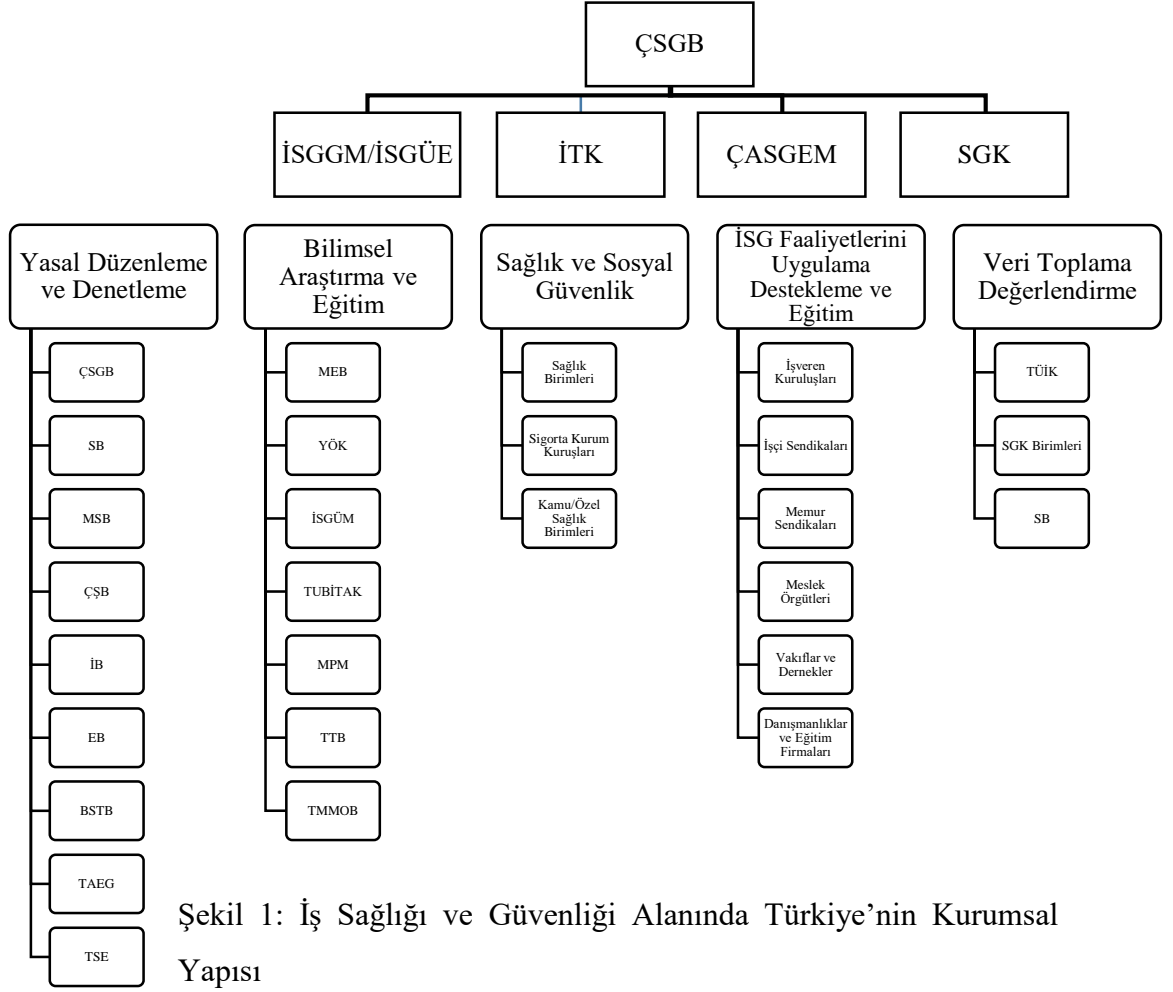 ÇSGB
İSGGM/İSGÜE
İTK
ÇASGEM
SGK
Yasal Düzenleme
ve Denetleme
ÇSGB
SB
MSB
ÇŞB
İB
EB
BSTB
TAEG
TSE
Bilimsel
Araştırma ve
Eğitim
MEB
YÖK
İSGÜM
TUBİTAK
MPM
TTB
TMMOB
Sağlık ve Sosyal
Güvenlik
Sağlık
Birimleri
Sigorta Kurum
Kuruşları
Kamu/Özel
Sağlık
Birimleri
İSG Faaliyetlerini
Uygulama
Destekleme ve
Eğitim
İşveren
Kuruluşları
İşçi Sendikaları
Memur
Sendikaları
Meslek
Örgütleri
Vakıflar ve
Dernekler
Danışmanlıklar
ve Eğitim
Firmaları
Veri Toplama
Değerlendirme
TÜİK
SGK Birimleri
SB
Şekil 1: İş Sağlığı ve Güvenliği Alanında Türkiye’nin Kurumsal
Yapısı